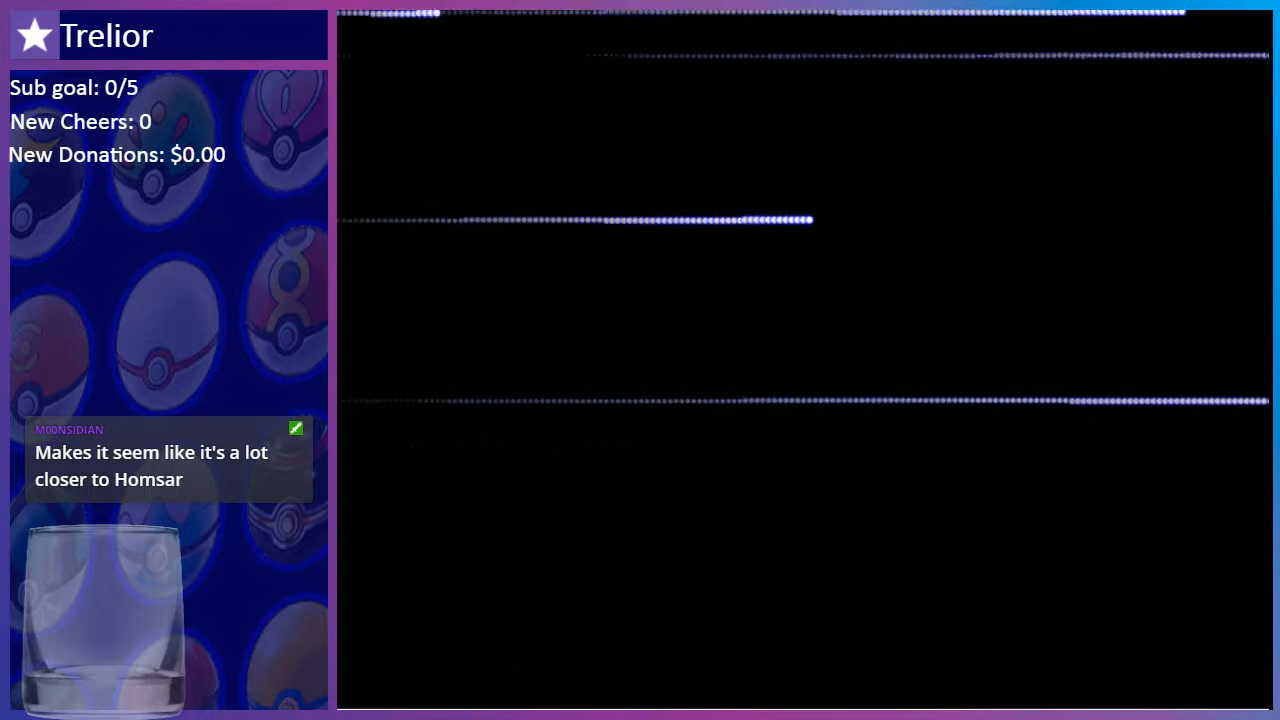 Trelior
Sub goal: 0/5
New Cheers: 0
New Donations: $0.00
M00NSIDIAN
Makes it seem like it's a lot
closer to Homsar